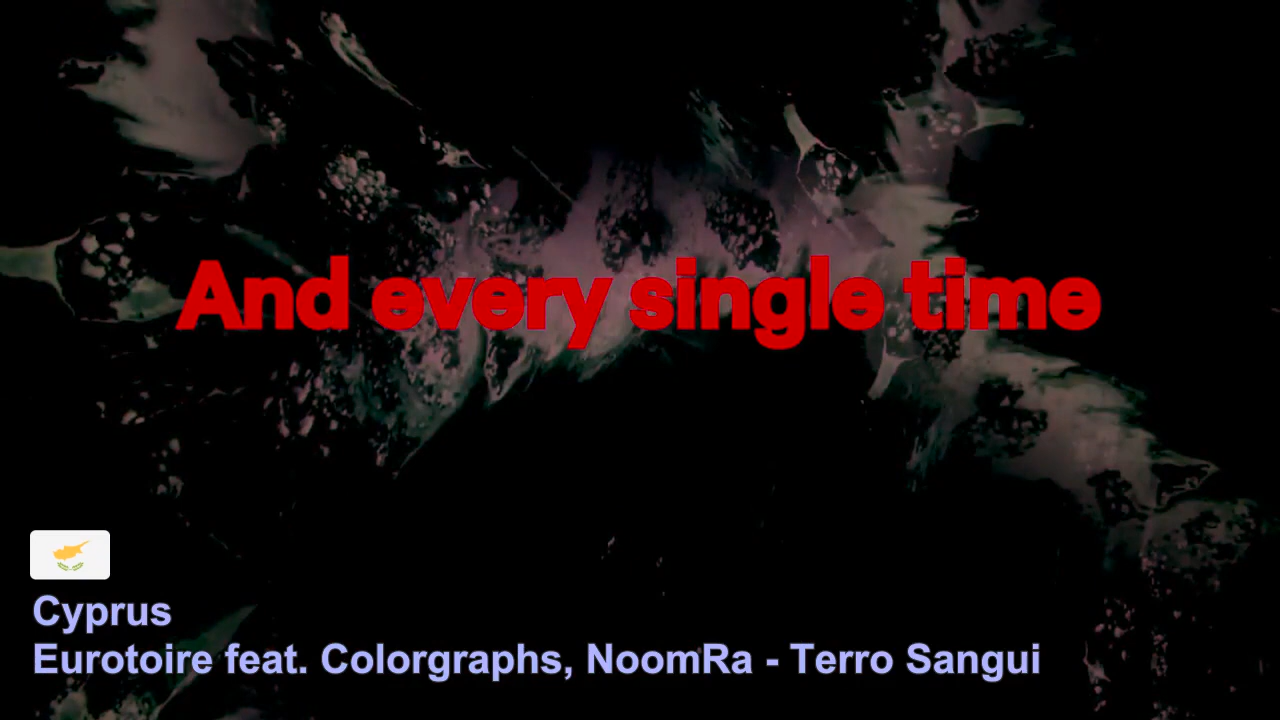 And every single time
Cyprus
Eurotoire feat. Colorgraphs, NoomRa - Terro Sangui